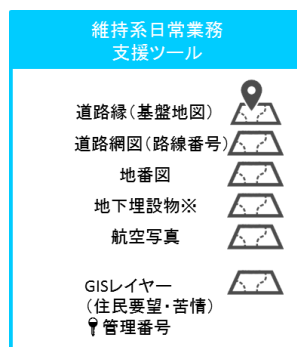 維持系日常業務
支援ツール
道路縁（基盤地図）
道路網図（路線番号）
地番図
地下埋設物※
航空写真
GISレイヤー
（住民要望・苦情）
管理番号